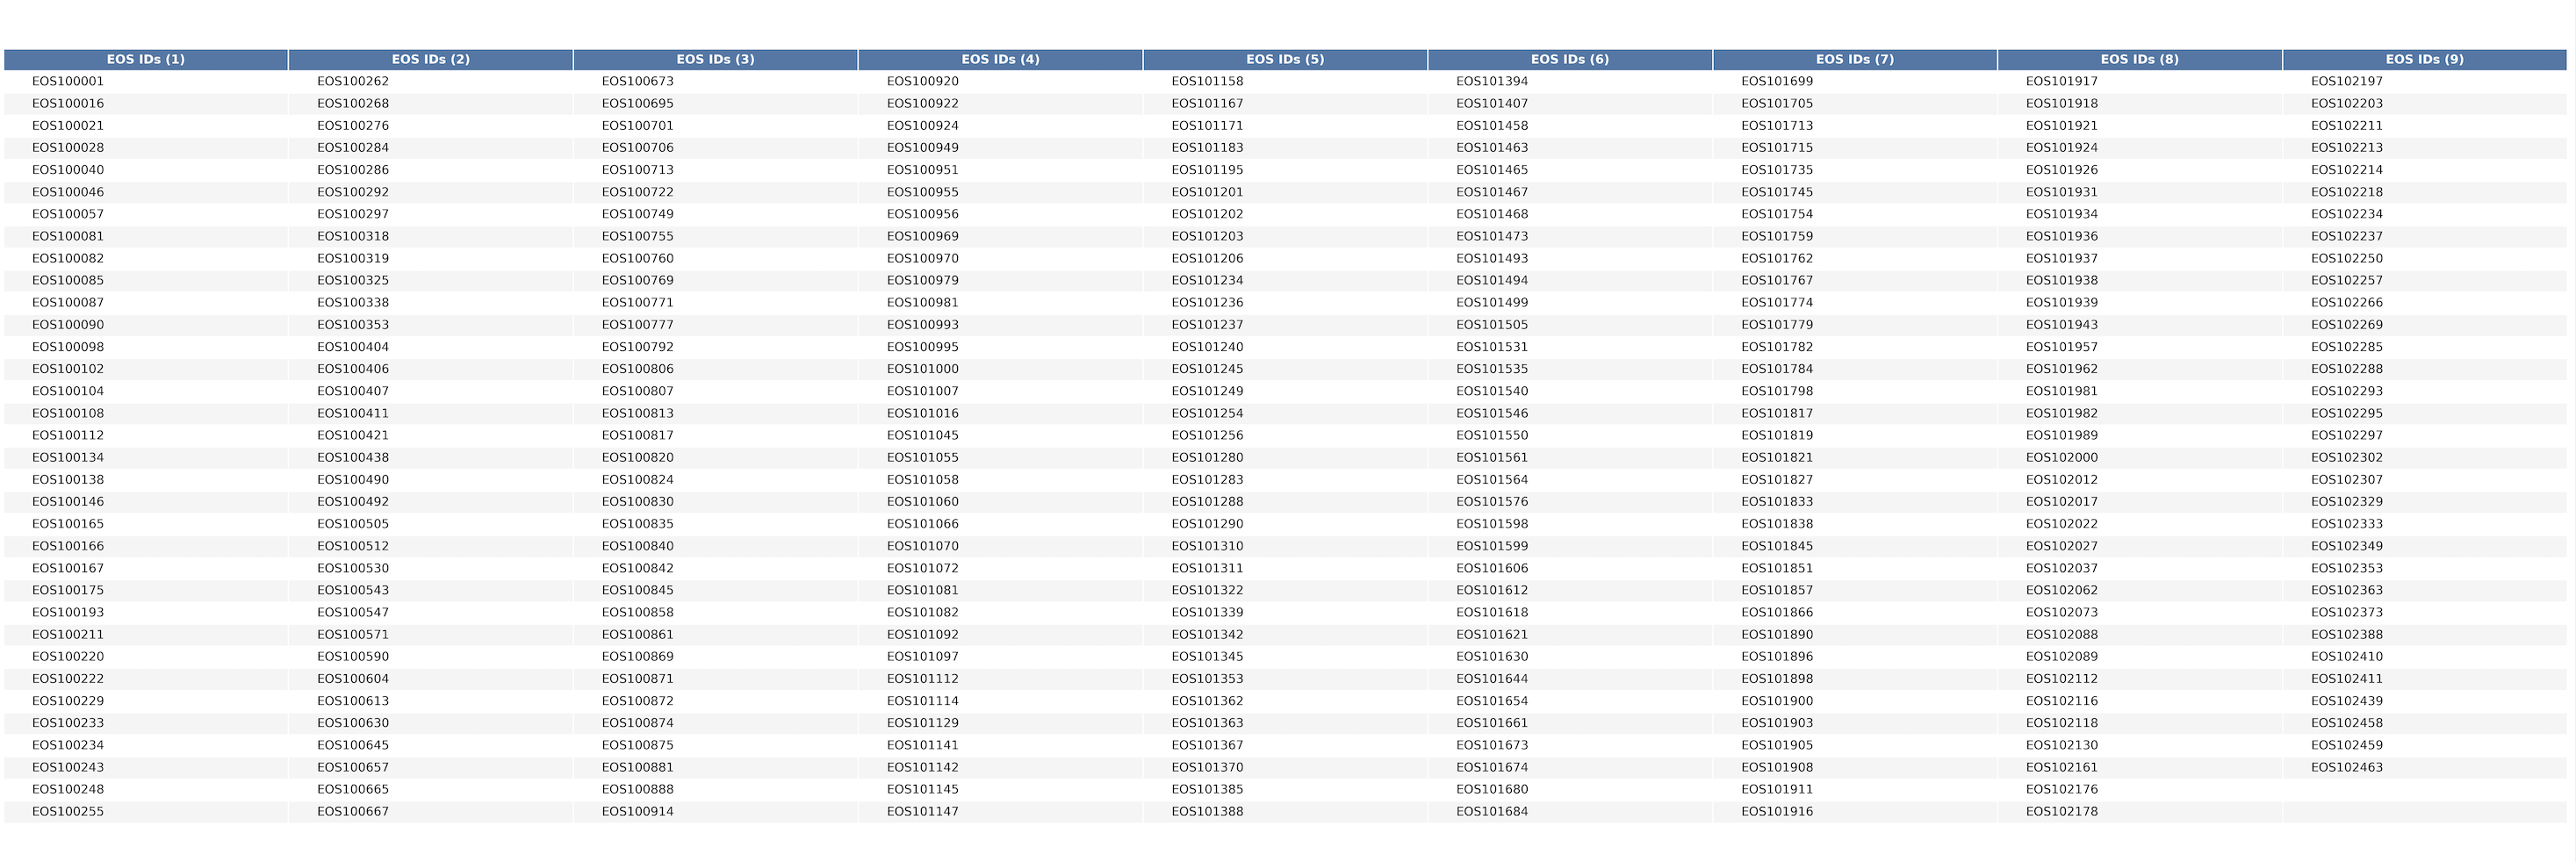 EOS IDs (1) EOS IDs (2) EOS IDs (3) EOS IDs (4) EOS IDs (5) EOS IDs (6) EOS IDs (7) EOS IDs (8) EOS IDs (9)
EOS100001 EOS100262 EOS100673 EOS100920 EOS101158 EOS101394 EOS101699 EOS101917 EOS102197
EOS100016 EOS100268 EOS100695 EOS100922 EOS101167 EOS101407 EOS101705 EOS101918 EOS102203
EOS100021 EOS100276 EOS100701 EOS100924 EOS101171 EOS101458 EOS101713 EOS101921 EOS102211
EOS100028 EOS100284 EOS100706 EOS100949 EOS101183 EOS101463 EOS101715 EOS101924 EOS102213
EOS100040 EOS100286 EOS100713 EOS100951 EOS101195 EOS101465 EOS101735 EOS101926 EOS102214
EOS100046 EOS100292 EOS100722 EOS100955 EOS101201 EOS101467 EOS101745 EOS101931 EOS102218
EOS100057 EOS100297 EOS100749 EOS100956 EOS101202 EOS101468 EOS101754 EOS101934 EOS102234
EOS100081 EOS100318 EOS100755 EOS100969 EOS101203 EOS101473 EOS101759 EOS101936 EOS102237
EOS100082 EOS100319 EOS100760 EOS100970 EOS101206 EOS101493 EOS101762 EOS101937 EOS102250
EOS100085 EOS100325 EOS100769 EOS100979 EOS101234 EOS101494 EOS101767 EOS101938 EOS102257
EOS100087 EOS100338 EOS100771 EOS100981 EOS101236 EOS101499 EOS101774 EOS101939 EOS102266
EOS100090 EOS100353 EOS100777 EOS100993 EOS101237 EOS101505 EOS101779 EOS101943 EOS102269
EOS100098 EOS100404 EOS100792 EOS100995 EOS101240 EOS101531 EOS101782 EOS101957 EOS102285
EOS100102 EOS100406 EOS100806 EOS101000 EOS101245 EOS101535 EOS101784 EOS101962 EOS102288
EOS100104 EOS100407 EOS100807 EOS101007 EOS101249 EOS101540 EOS101798 EOS101981 EOS102293
EOS100108 EOS100411 EOS100813 EOS101016 EOS101254 EOS101546 EOS101817 EOS101982 EOS102295
EOS100112 EOS100421 EOS100817 EOS101045 EOS101256 EOS101550 EOS101819 EOS101989 EOS102297
EOS100134 EOS100438 EOS100820 EOS101055 EOS101280 EOS101561 EOS101821 EOS102000 EOS102302
EOS100138 EOS100490 EOS100824 EOS101058 EOS101283 EOS101564 EOS101827 EOS102012 EOS102307
EOS100146 EOS100492 EOS100830 EOS101060 EOS101288 EOS101576 EOS101833 EOS102017 EOS102329
EOS100165 EOS100505 EOS100835 EOS101066 EOS101290 EOS101598 EOS101838 EOS102022 EOS102333
EOS100166 EOS100512 EOS100840 EOS101070 EOS101310 EOS101599 EOS101845 EOS102027 EOS102349
EOS100167 EOS100530 EOS100842 EOS101072 EOS101311 EOS101606 EOS101851 EOS102037 EOS102353
EOS100175 EOS100543 EOS100845 EOS101081 EOS101322 EOS101612 EOS101857 EOS102062 EOS102363
EOS100193 EOS100547 EOS100858 EOS101082 EOS101339 EOS101618 EOS101866 EOS102073 EOS102373
EOS100211 EOS100571 EOS100861 EOS101092 EOS101342 EOS101621 EOS101890 EOS102088 EOS102388
EOS100220 EOS100590 EOS100869 EOS101097 EOS101345 EOS101630 EOS101896 EOS102089 EOS102410
EOS100222 EOS100604 EOS100871 EOS101112 EOS101353 EOS101644 EOS101898 EOS102112 EOS102411
EOS100229 EOS100613 EOS100872 EOS101114 EOS101362 EOS101654 EOS101900 EOS102116 EOS102439
EOS100233 EOS100630 EOS100874 EOS101129 EOS101363 EOS101661 EOS101903 EOS102118 EOS102458
EOS100234 EOS100645 EOS100875 EOS101141 EOS101367 EOS101673 EOS101905 EOS102130 EOS102459
EOS100243 EOS100657 EOS100881 EOS101142 EOS101370 EOS101674 EOS101908 EOS102161 EOS102463
EOS100248 EOS100665 EOS100888 EOS101145 EOS101385 EOS101680 EOS101911 EOS102176
EOS100255 EOS100667 EOS100914 EOS101147 EOS101388 EOS101684 EOS101916 EOS102178